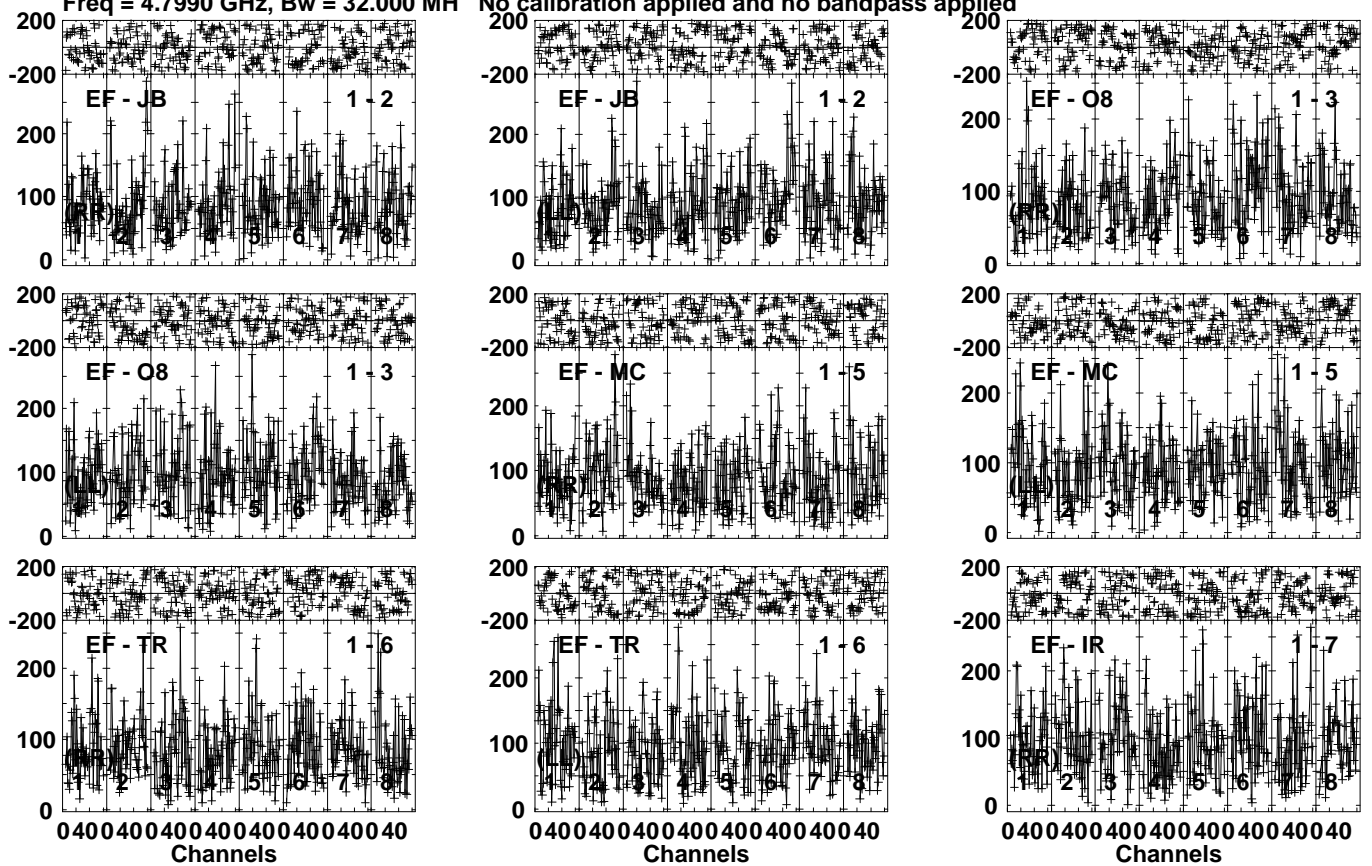 Freq = 4.7990 GHz, Bw = 32.000 MH No calibration applied and no bandpass applied
200
-200
EF - JB 1 - 2
200
100
(RR)
1 2 3 4 5 6 7 8
0
EF - JB 1 - 2
200
100
(LL)
1 2 3 4 5 6 7 8
0
EF - O8 1 - 3
200
100
(RR)
1 2 3 4 5 6 7 8
0
200
-200
EF - O8 1 - 3
200
100
(LL)
1 2 3 4 5 6 7 8
0
200
-200
EF - MC 1 - 5
200
100
(RR)
1 2 3 4 5 6 7 8
0
200
-200
EF - MC 1 - 5
200
100
(LL)
1 2 3 4 5 6 7 8
0
200
-200
EF - TR 1 - 6
200
100
(RR)
1 2 3 4 5 6 7 8
0
200
-200
EF - TR 1 - 6
200
100
(LL)
1 2 3 4 5 6 7 8
0
200
-200
EF - IR 1 - 7
200
100
(RR)
1 2 3 4 5 6 7 8
0
0 40 0 40 0 40 0 40 0 40 0 40 0 40 0 40
Channels
0 40 0 40 0 40 0 40 0 40 0 40 0 40 0 40
Channels
0 40 0 40 0 40 0 40 0 40 0 40 0 40 0 40
Channels